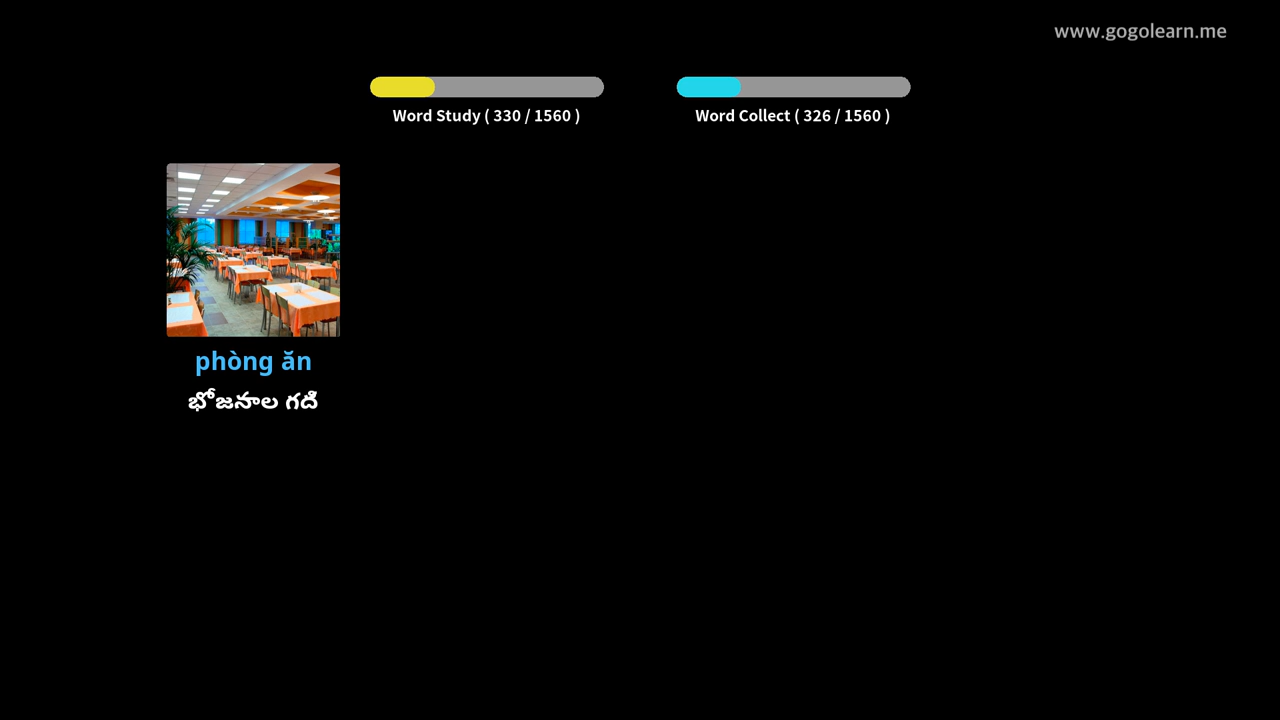 www.gogolearn.me
Word Study ( 330 / 1560 )
Word Collect ( 326 / 1560 )
phòng ăn
భోజనాల గది